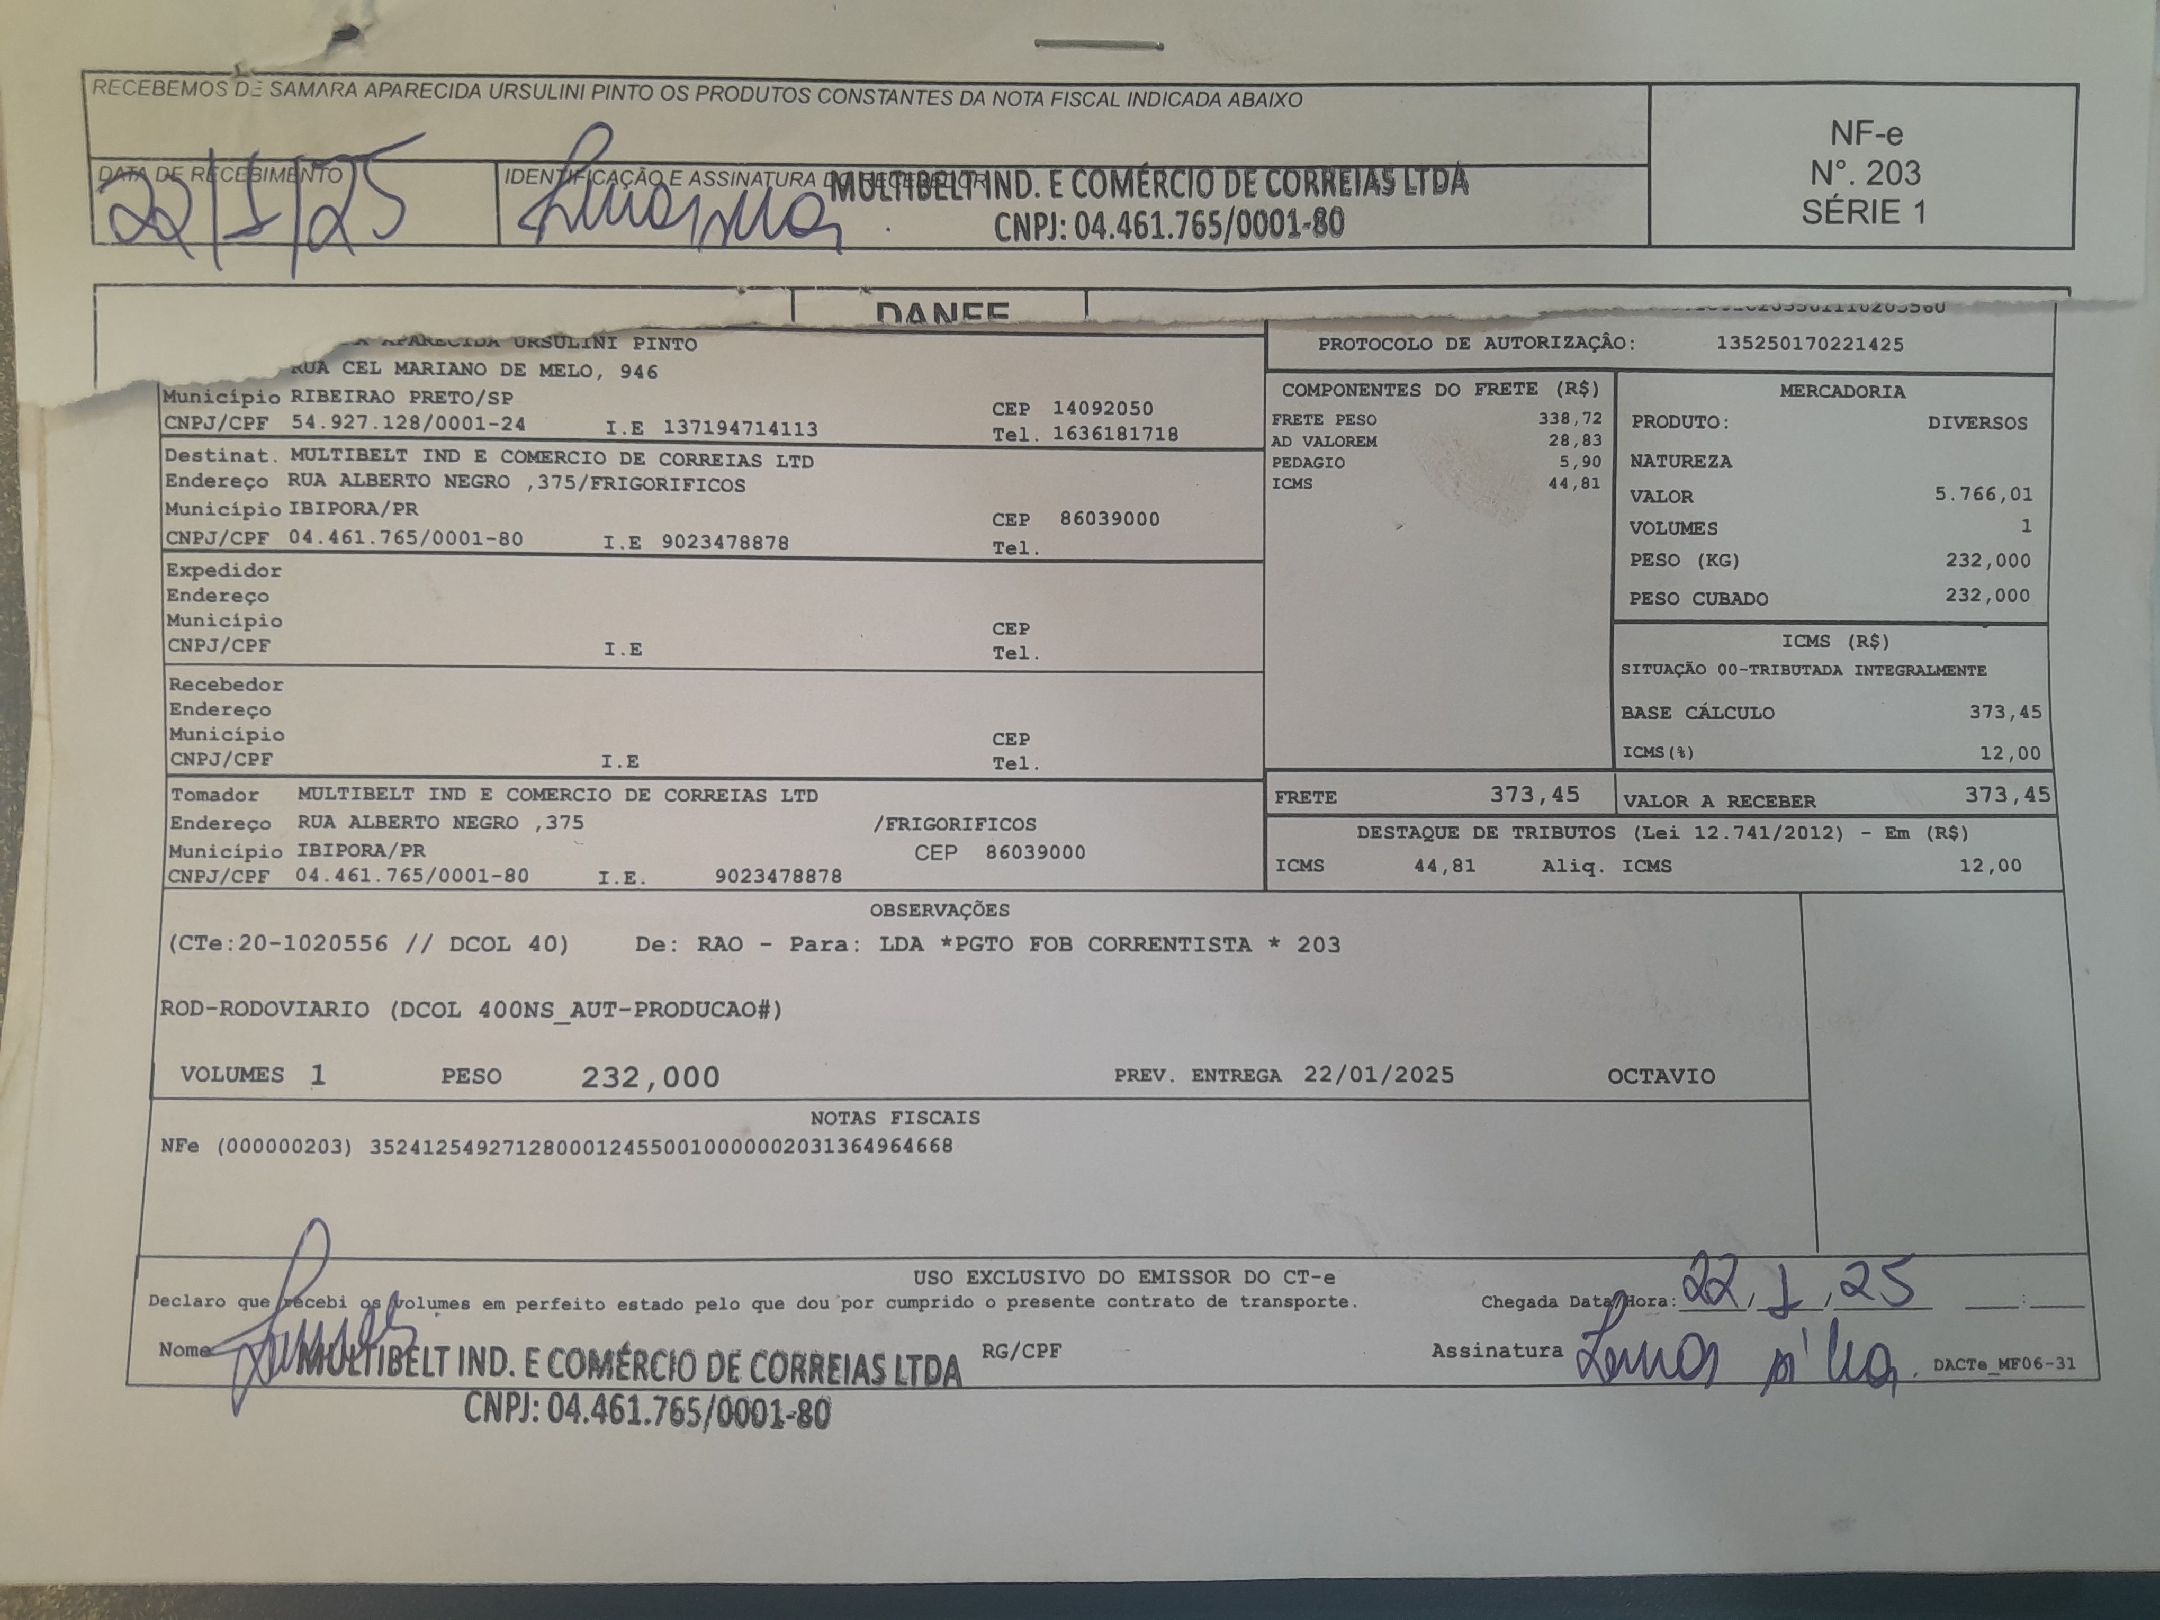 RECEBEMOS DE SAMARA APARECIDA URSULINI PINTO OS PRODUTOS CONSTANTES DA NOTA FISCAL INDICADA ABAIXO
NF-e
N°. 203
SÉRIE 1
DATA DE RECEBIMENTO
22/1/25
IDENTIFICAÇÃO E ASSINATURA DO RECEBEDOR
MULTIBELT IND. E COMÉRCIO DE CORREIAS LTDA
CNPJ: 04.461.765/0001-80
DANFE
APARECIDA URSULINI PINTO
RUA CEL MARIANO DE MELO, 946
Município RIBEIRAO PRETO/SP CEP 14092050
CNPJ/CPF 54.927.128/0001-24 I.E 137194714113 Tel. 1636181718
Destinat. MULTIBELT IND E COMERCIO DE CORREIAS LTD
Endereço RUA ALBERTO NEGRO ,375/FRIGORIFICOS
Município IBIPORA/PR CEP 86039000
CNPJ/CPF 04.461.765/0001-80 I.E 9023478878 Tel.
Expedidor
Endereço
Município CEP
CNPJ/CPF I.E Tel.
Recebedor
Endereço
Município CEP
CNPJ/CPF I.E Tel.
Tomador MULTIBELT IND E COMERCIO DE CORREIAS LTD
Endereço RUA ALBERTO NEGRO ,375 /FRIGORIFICOS
Município IBIPORA/PR CEP 86039000
CNPJ/CPF 04.461.765/0001-80 I.E. 9023478878
PROTOCOLO DE AUTORIZAÇÂO: 135250170221425
COMPONENTES DO FRETE (R$)
FRETE PESO 338,72
AD VALOREM 28,83
PEDAGIO 5,90
ICMS 44,81
MERCADORIA
PRODUTO: DIVERSOS
NATUREZA
VALOR 5.766,01
VOLUMES 1
PESO (KG) 232,000
PESO CUBADO 232,000
ICMS (R$)
SITUAÇÃO 00-TRIBUTADA INTEGRALMENTE
BASE CÁLCULO 373,45
ICMS(%) 12,00
FRETE 373,45 VALOR A RECEBER 373,45
DESTAQUE DE TRIBUTOS (Lei 12.741/2012) - Em (R$)
ICMS 44,81 Aliq. ICMS 12,00
OBSERVAÇÕES
(CTe:20-1020556 // DCOL 40) De: RAO - Para: LDA *PGTO FOB CORRENTISTA * 203
ROD-RODOVIARIO (DCOL 400NS_AUT-PRODUCAO#)
VOLUMES 1 PESO 232,000 PREV. ENTREGA 22/01/2025 OCTAVIO
NOTAS FISCAIS
NFe (000000203) 35241254927128000124550010000002031364964668
USO EXCLUSIVO DO EMISSOR DO CT-e
Declaro que recebi os volumes em perfeito estado pelo que dou por cumprido o presente contrato de transporte. Chegada Data/Hora: 22/1/25 __:__
Nome RG/CPF Assinatura DACTe_MF06-31
MULTIBELT IND. E COMÉRCIO DE CORREIAS LTDA
CNPJ: 04.461.765/0001-80